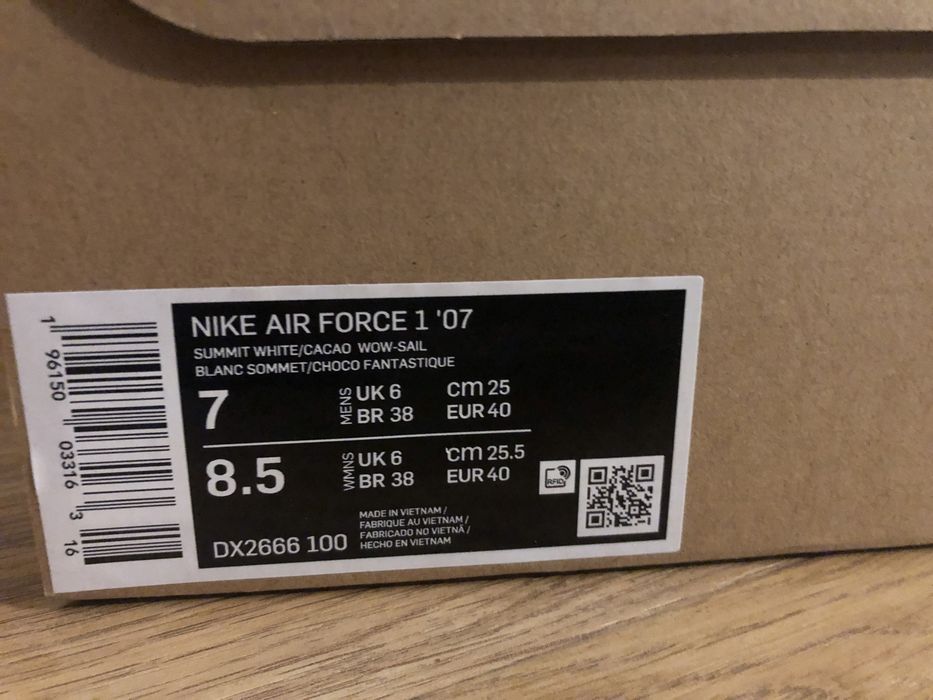 1 96150 03316 3 16
NIKE AIR FORCE 1 '07
SUMMIT WHITE/CACAO WOW-SAIL
BLANC SOMMET/CHOCO FANTASTIQUE
7 MENS UK 6 cm 25
BR 38 EUR 40
8.5 WMNS UK 6 cm 25.5
BR 38 EUR 40
RFID
MADE IN VIETNAM /
FABRIQUE AU VIETNAM /
FABRICADO NO VIETNÃ /
HECHO EN VIETNAM
DX2666 100